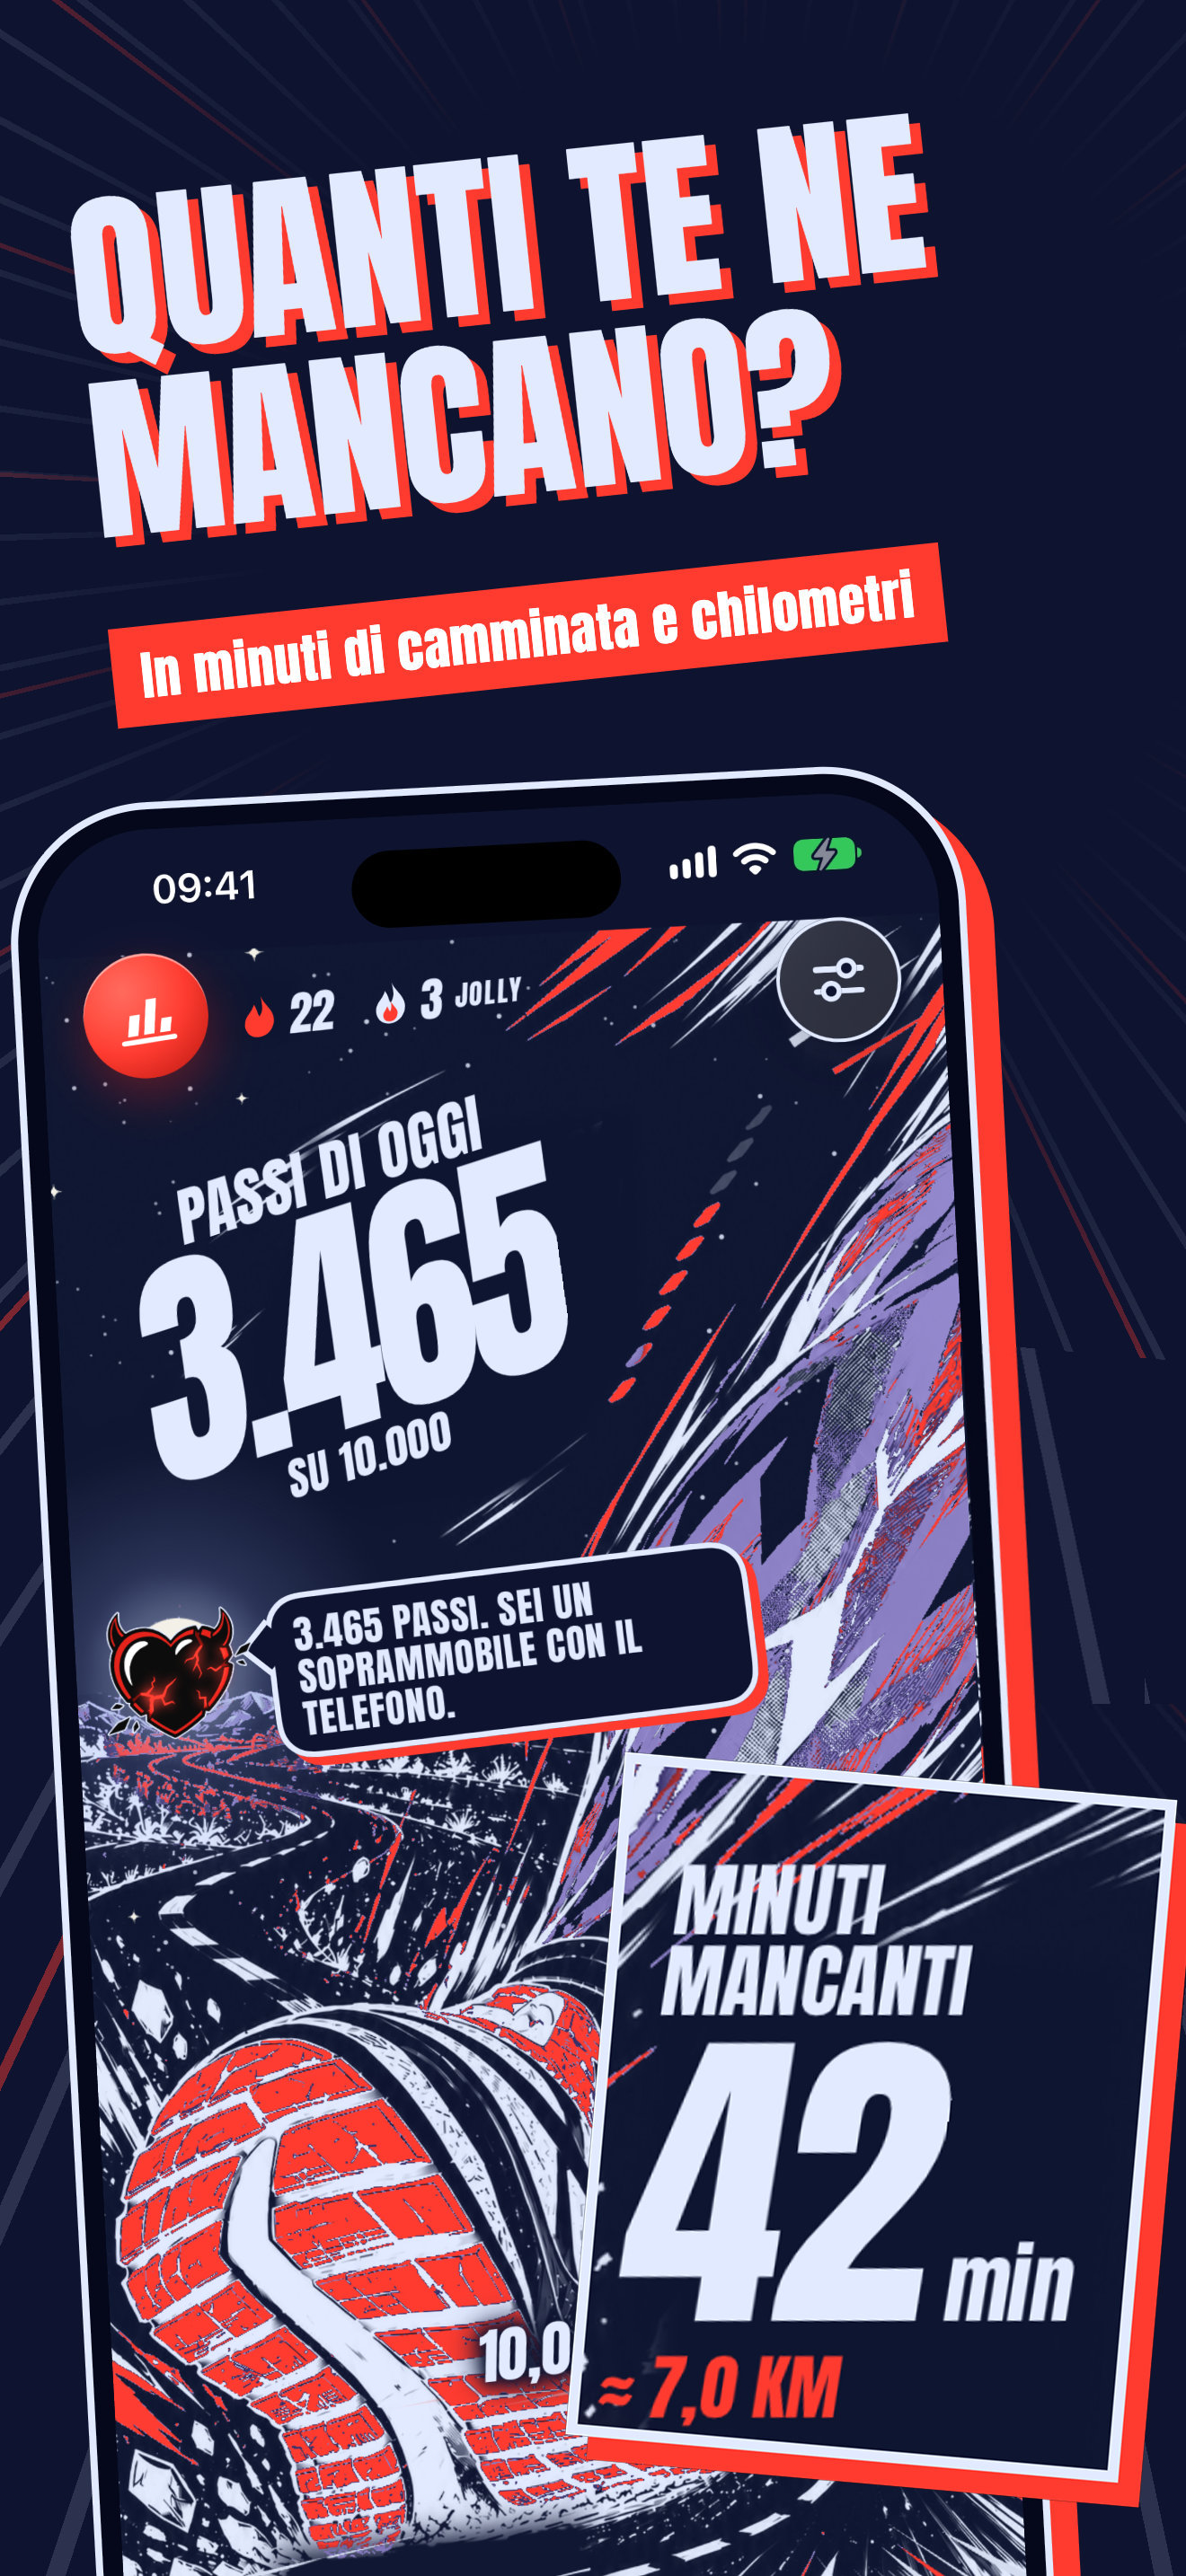 QUANTI TE NE
MANCANO?
In minuti di camminata e chilometri
09:41
22
3 JOLLY
PASSI DI OGGI
3.465
SU 10.000
3.465 PASSI. SEI UN
SOPRAMMOBILE CON IL
TELEFONO.
MINUTI
MANCANTI
42 min
10,0
≈ 7,0 KM